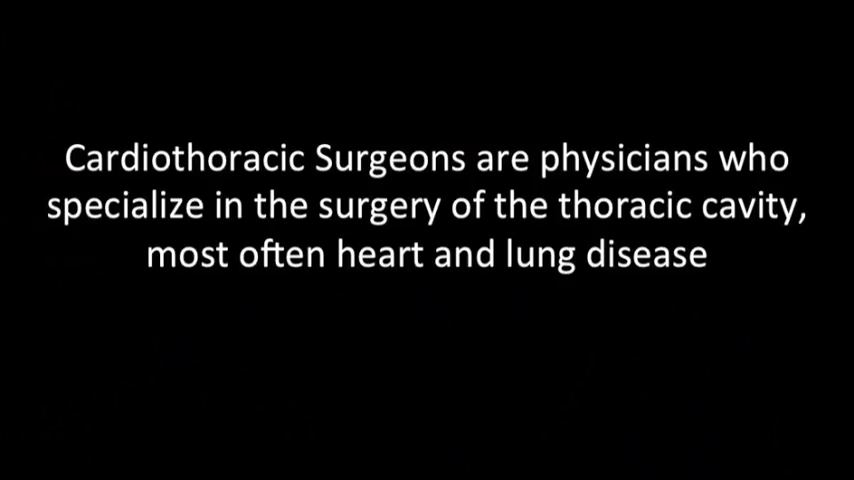 Cardiothoracic Surgeons are physicians who
specialize in the surgery of the thoracic cavity,
most often heart and lung disease